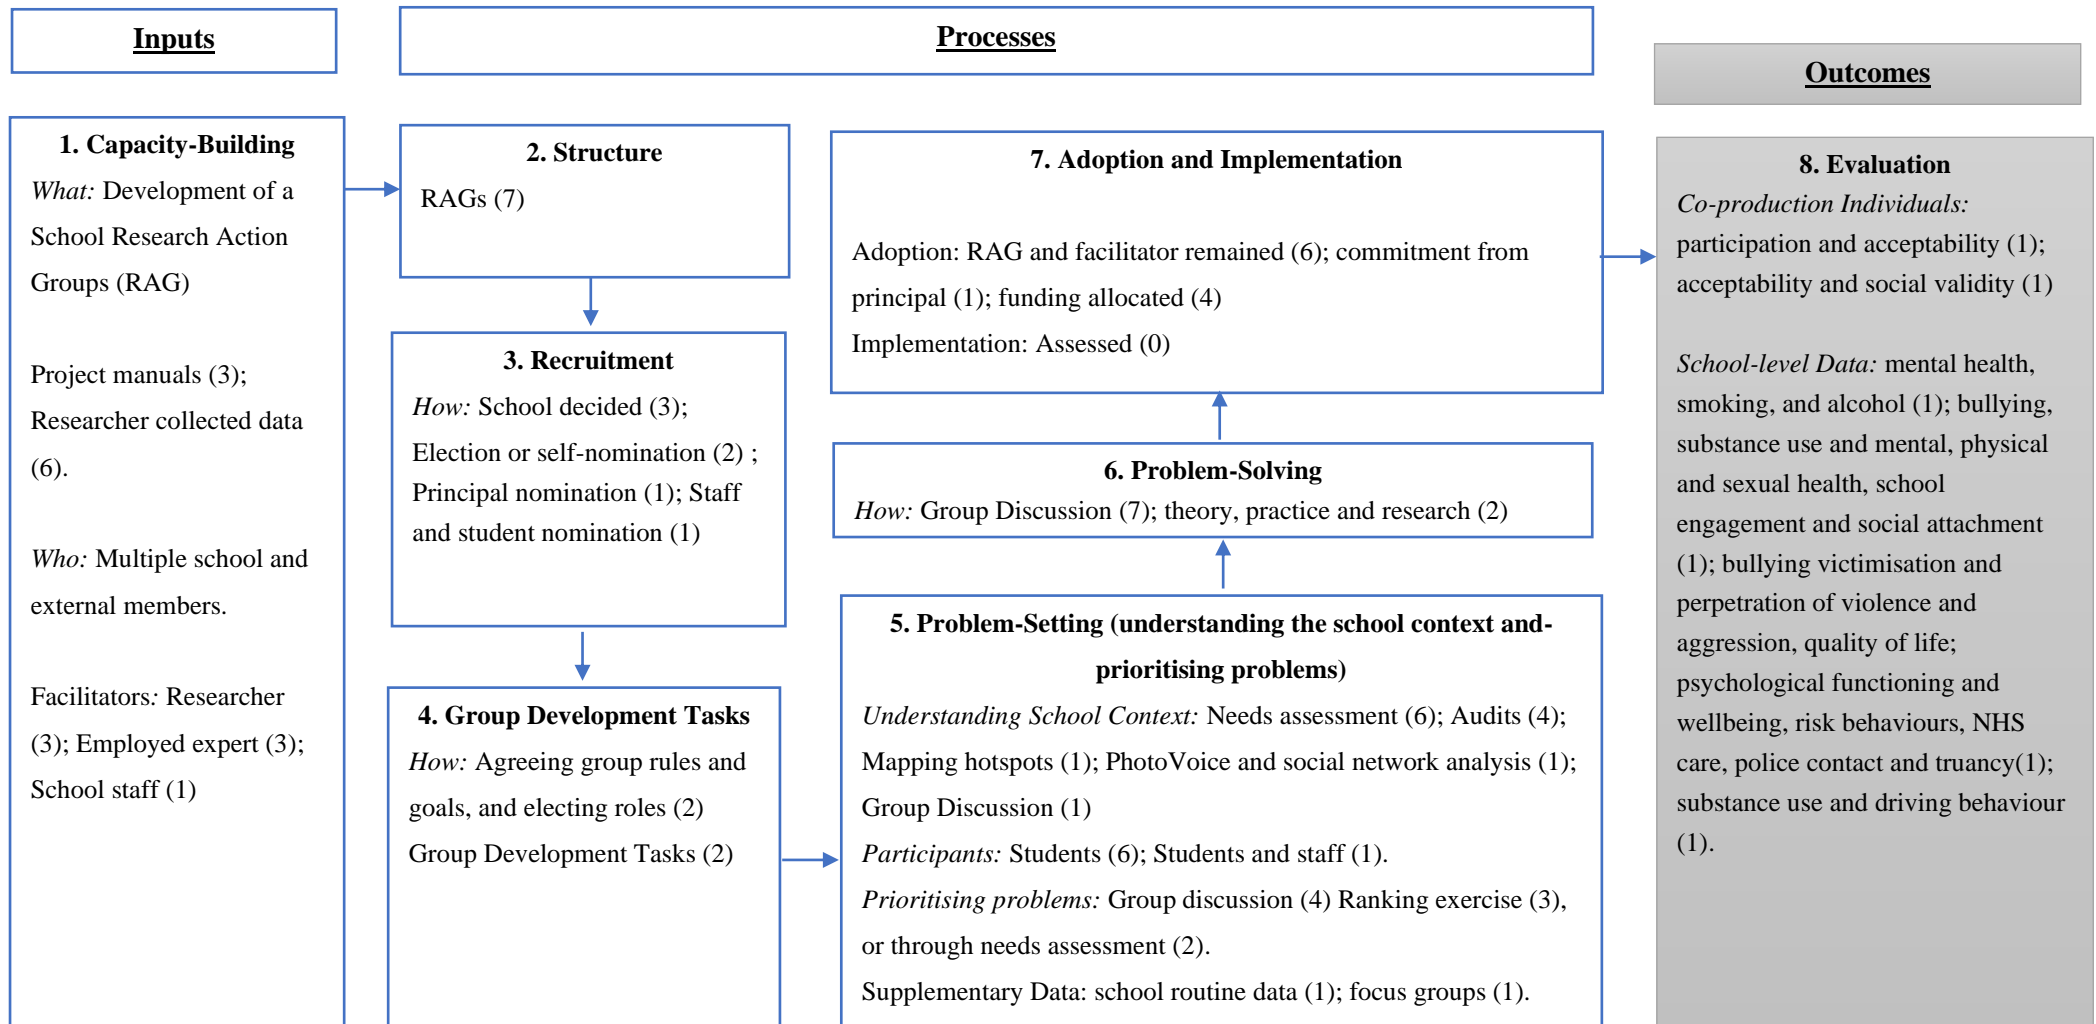 Inputs
Processes
Outcomes
1. Capacity-Building
What: Development of a
School Research Action
Groups (RAG)
Project manuals (3);
Researcher collected data
(6).
Who: Multiple school and
external members.
Facilitators: Researcher
(3); Employed expert (3);
School staff (1)
2. Structure
RAGs (7)
3. Recruitment
How: School decided (3);
Election or self-nomination (2) ;
Principal nomination (1); Staff
and student nomination (1)
4. Group Development Tasks
How: Agreeing group rules and
goals, and electing roles (2)
Group Development Tasks (2)
5. Problem-Setting (understanding the school context and-
prioritising problems)
Understanding School Context: Needs assessment (6); Audits (4);
Mapping hotspots (1); PhotoVoice and social network analysis (1);
Group Discussion (1)
Participants: Students (6); Students and staff (1).
Prioritising problems: Group discussion (4) Ranking exercise (3),
or through needs assessment (2).
Supplementary Data: school routine data (1); focus groups (1).
6. Problem-Solving
How: Group Discussion (7); theory, practice and research (2)
7. Adoption and Implementation
Adoption: RAG and facilitator remained (6); commitment from
principal (1); funding allocated (4)
Implementation: Assessed (0)
8. Evaluation
Co-production Individuals:
participation and acceptability (1);
acceptability and social validity (1)
School-level Data: mental health,
smoking, and alcohol (1); bullying,
substance use and mental, physical
and sexual health, school
engagement and social attachment
(1); bullying victimisation and
perpetration of violence and
aggression, quality of life;
psychological functioning and
wellbeing, risk behaviours, NHS
care, police contact and truancy(1);
substance use and driving behaviour
(1).